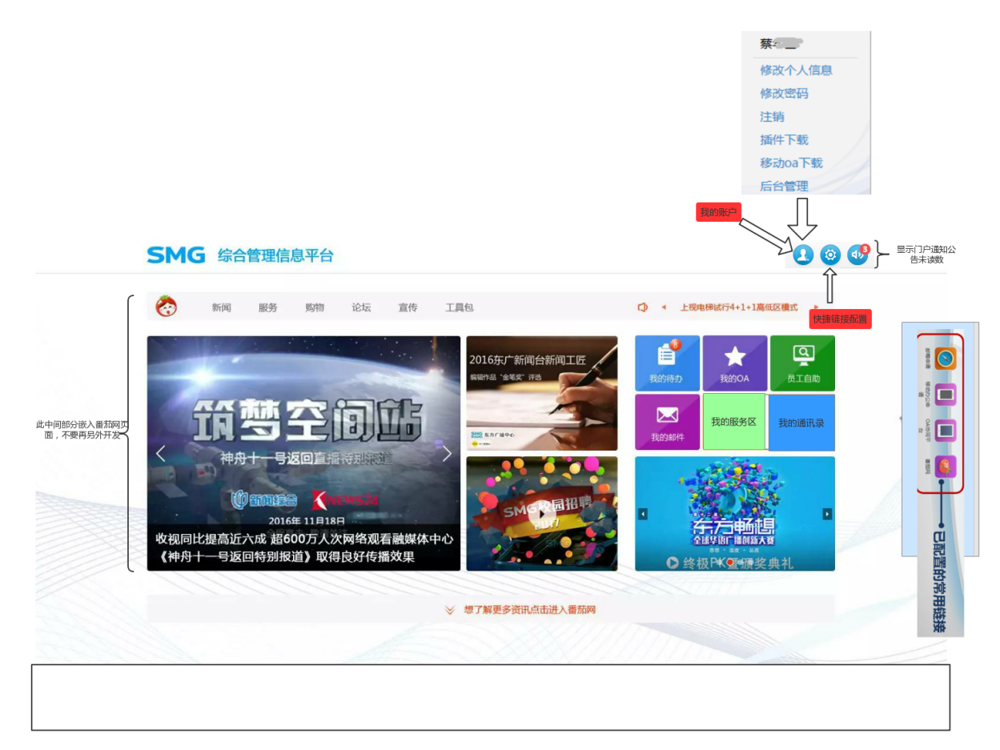 蔡
修改个人信息
修改密码
注销
插件下载
移动oa下载
后台管理
我的账户
SMG 综合管理信息平台
3
显示门户通知公
告未读数
快捷链接配置
新闻 服务 购物 论坛 宣传 工具包
上视电梯试行4+1+1高低区模式
此中间部分嵌入番茄网页
面，不要再另外开发
筑梦空间站
神舟十一号返回直播特别报道
新闻综合 KNEWS24
2016年 11月18日
收视同比提高近六成 超600万人次网络观看融媒体中心
《神舟十一号返回特别报道》取得良好传播效果
2016东广新闻台新闻工匠
编辑作品“金笔奖”评选
SMG 东方广播中心
SMG校园招聘
2017
8
我的待办
我的OA
员工自助
我的邮件
我的服务区
我的通讯录
东方畅想
全球华语广播创新大赛
终极PK暨颁奖典礼
想了解更多资讯点击进入番茄网
番茄网
已配置的常用链接